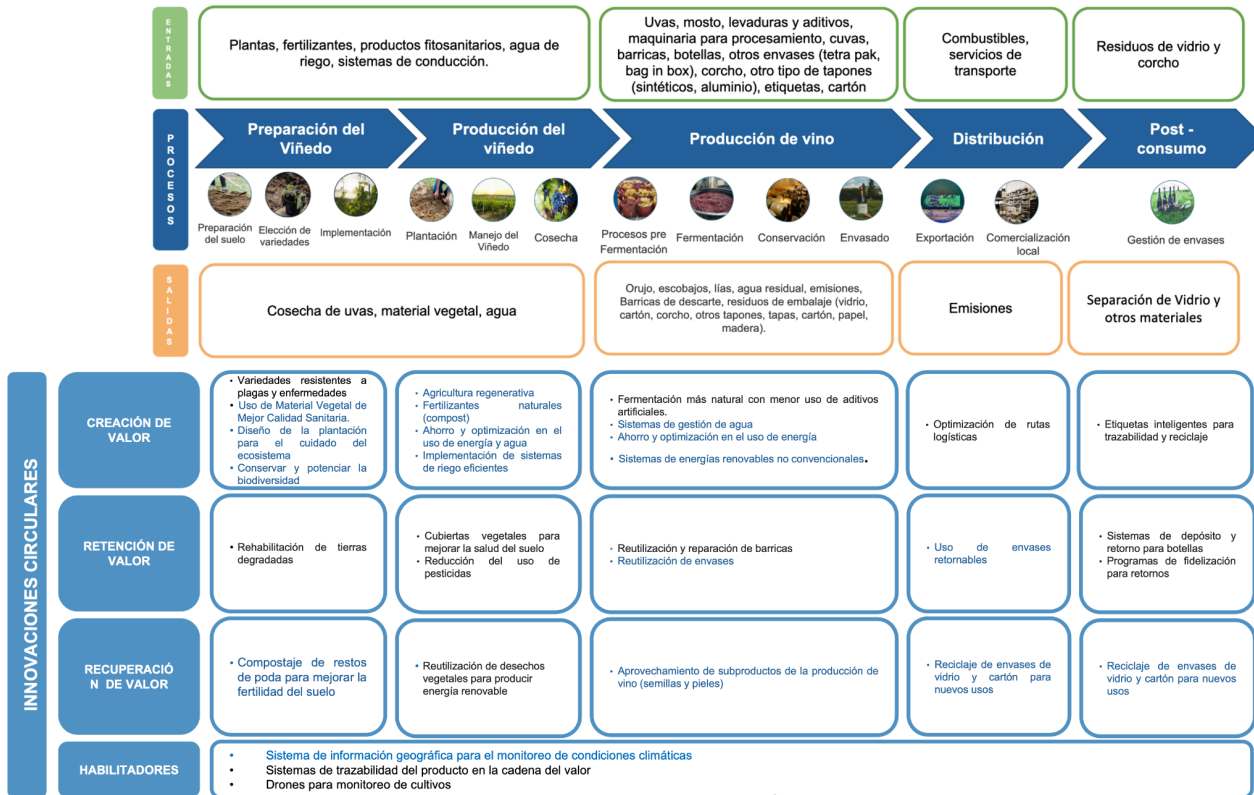 ENTRADAS
Plantas, fertilizantes, productos fitosanitarios, agua de
riego, sistemas de conducción.
Uvas, mosto, levaduras y aditivos,
maquinaria para procesamiento, cuvas,
barricas, botellas, otros envases (tetra pak,
bag in box), corcho, otro tipo de tapones
(sintéticos, aluminio), etiquetas, cartón
Combustibles,
servicios de
transporte
Residuos de vidrio y
corcho
PROCESOS
Preparación del
Viñedo
Producción del
viñedo
Producción de vino
Distribución
Post -
consumo
Preparación
del suelo
Elección de
variedades
Implementación
Plantación
Manejo del
Viñedo
Cosecha
Procesos pre
Fermentación
Fermentación
Conservación
Envasado
Exportación
Comercialización
local
Gestión de envases
SALIDAS
Cosecha de uvas, material vegetal, agua
Orujo, escobajos, lías, agua residual, emisiones,
Barricas de descarte, residuos de embalaje (vidrio,
cartón, corcho, otros tapones, tapas, cartón, papel,
madera).
Emisiones
Separación de Vidrio y
otros materiales
INNOVACIONES CIRCULARES
CREACIÓN DE
VALOR
• Variedades resistentes a
plagas y enfermedades
• Uso de Material Vegetal de
Mejor Calidad Sanitaria.
• Diseño de la plantación
para el cuidado del
ecosistema
• Conservar y potenciar la
biodiversidad
• Agricultura regenerativa
• Fertilizantes naturales
(compost)
• Ahorro y optimización en el
uso de energía y agua
• Implementación de sistemas
de riego eficientes
• Fermentación más natural con menor uso de aditivos
artificiales.
• Sistemas de gestión de agua
• Ahorro y optimización en el uso de energía
• Sistemas de energías renovables no convencionales.
• Optimización de rutas
logísticas
• Etiquetas inteligentes para
trazabilidad y reciclaje
RETENCIÓN DE
VALOR
• Rehabilitación de tierras
degradadas
• Cubiertas vegetales para
mejorar la salud del suelo
• Reducción del uso de
pesticidas
• Reutilización y reparación de barricas
• Reutilización de envases
• Uso de envases
retornables
• Sistemas de depósito y
retorno para botellas
• Programas de fidelización
para retornos
RECUPERACIÓ
N DE VALOR
• Compostaje de restos
de poda para mejorar la
fertilidad del suelo
• Reutilización de desechos
vegetales para producir
energía renovable
• Aprovechamiento de subproductos de la producción de
vino (semillas y pieles)
• Reciclaje de envases de
vidrio y cartón para
nuevos usos
• Reciclaje de envases de
vidrio y cartón para nuevos
usos
HABILITADORES
• Sistema de información geográfica para el monitoreo de condiciones climáticas
• Sistemas de trazabilidad del producto en la cadena del valor
• Drones para monitoreo de cultivos